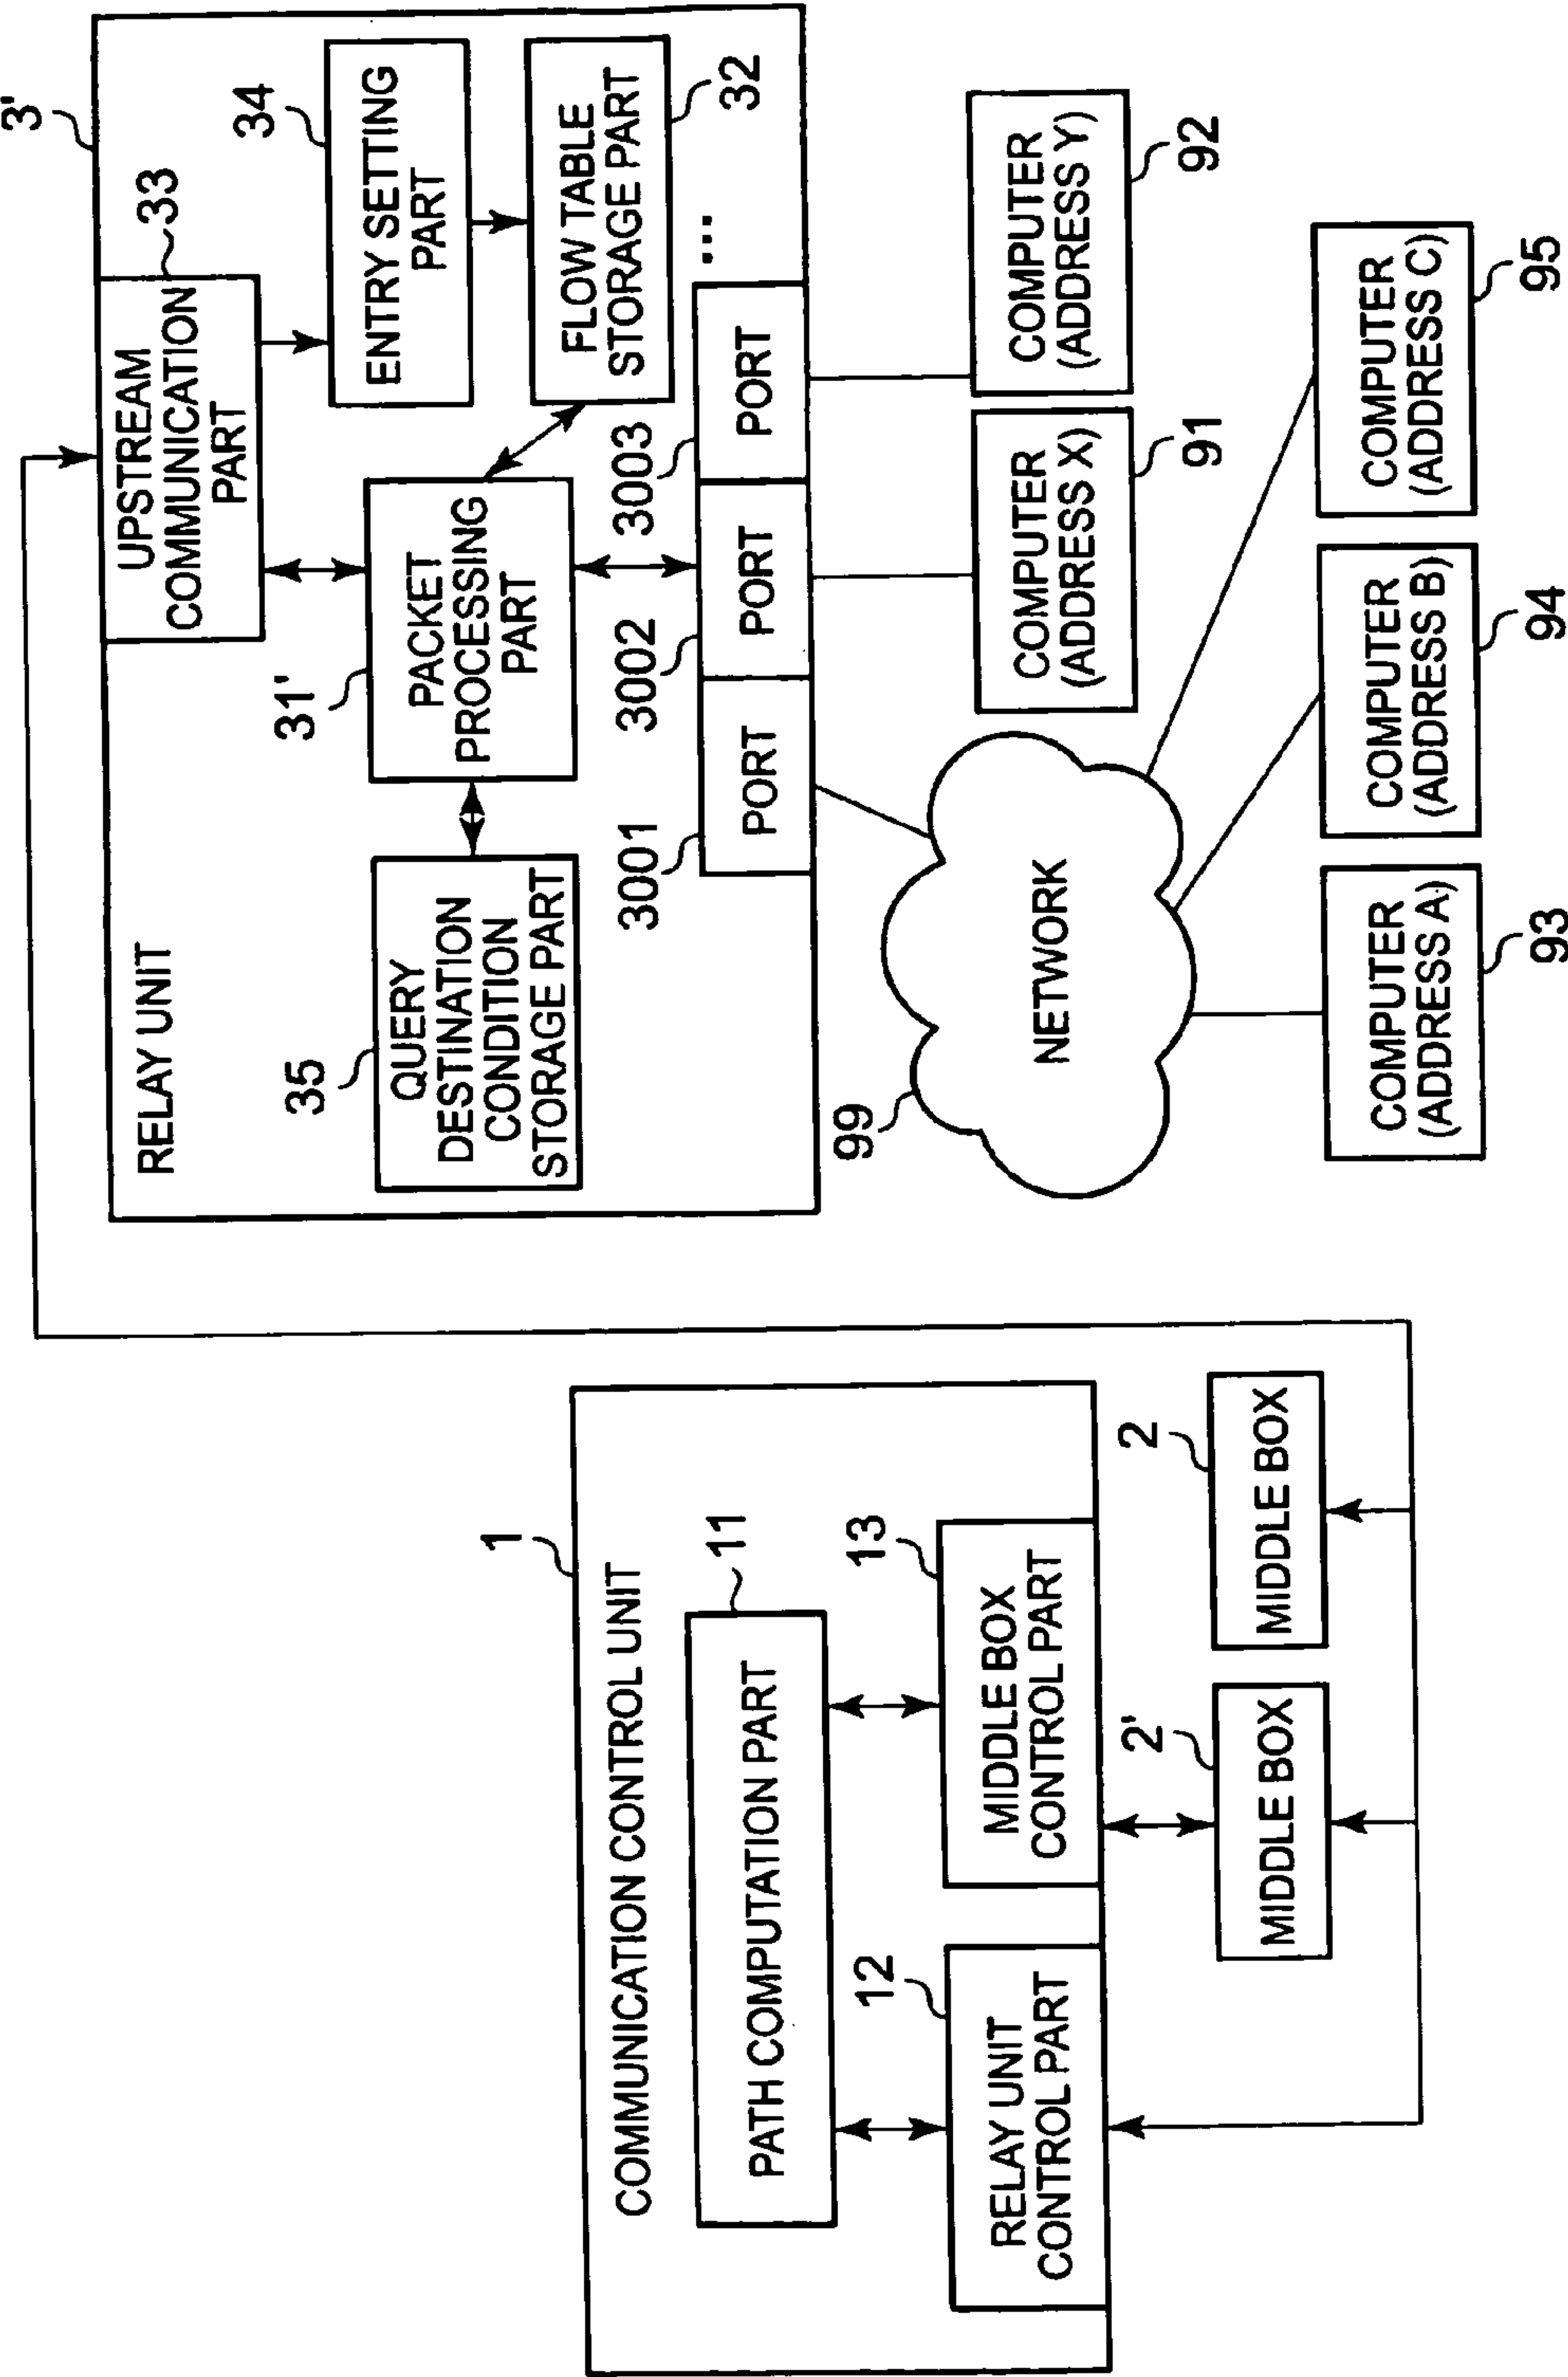 COMMUNICATION CONTROL UNIT
1
PATH COMPUTATION PART
11
RELAY UNIT
CONTROL PART
12
MIDDLE BOX
CONTROL PART
13
MIDDLE BOX
2'
MIDDLE BOX
2
RELAY UNIT
3'
UPSTREAM
COMMUNICATION
PART
33
ENTRY SETTING
PART
34
QUERY
DESTINATION
CONDITION
STORAGE PART
35
PACKET
PROCESSING
PART
31'
FLOW TABLE
STORAGE PART
32
3001
PORT
3002
PORT
3003
PORT
...
NETWORK
99
COMPUTER
(ADDRESS X)
91
COMPUTER
(ADDRESS Y)
92
COMPUTER
(ADDRESS A)
93
COMPUTER
(ADDRESS B)
94
COMPUTER
(ADDRESS C)
95